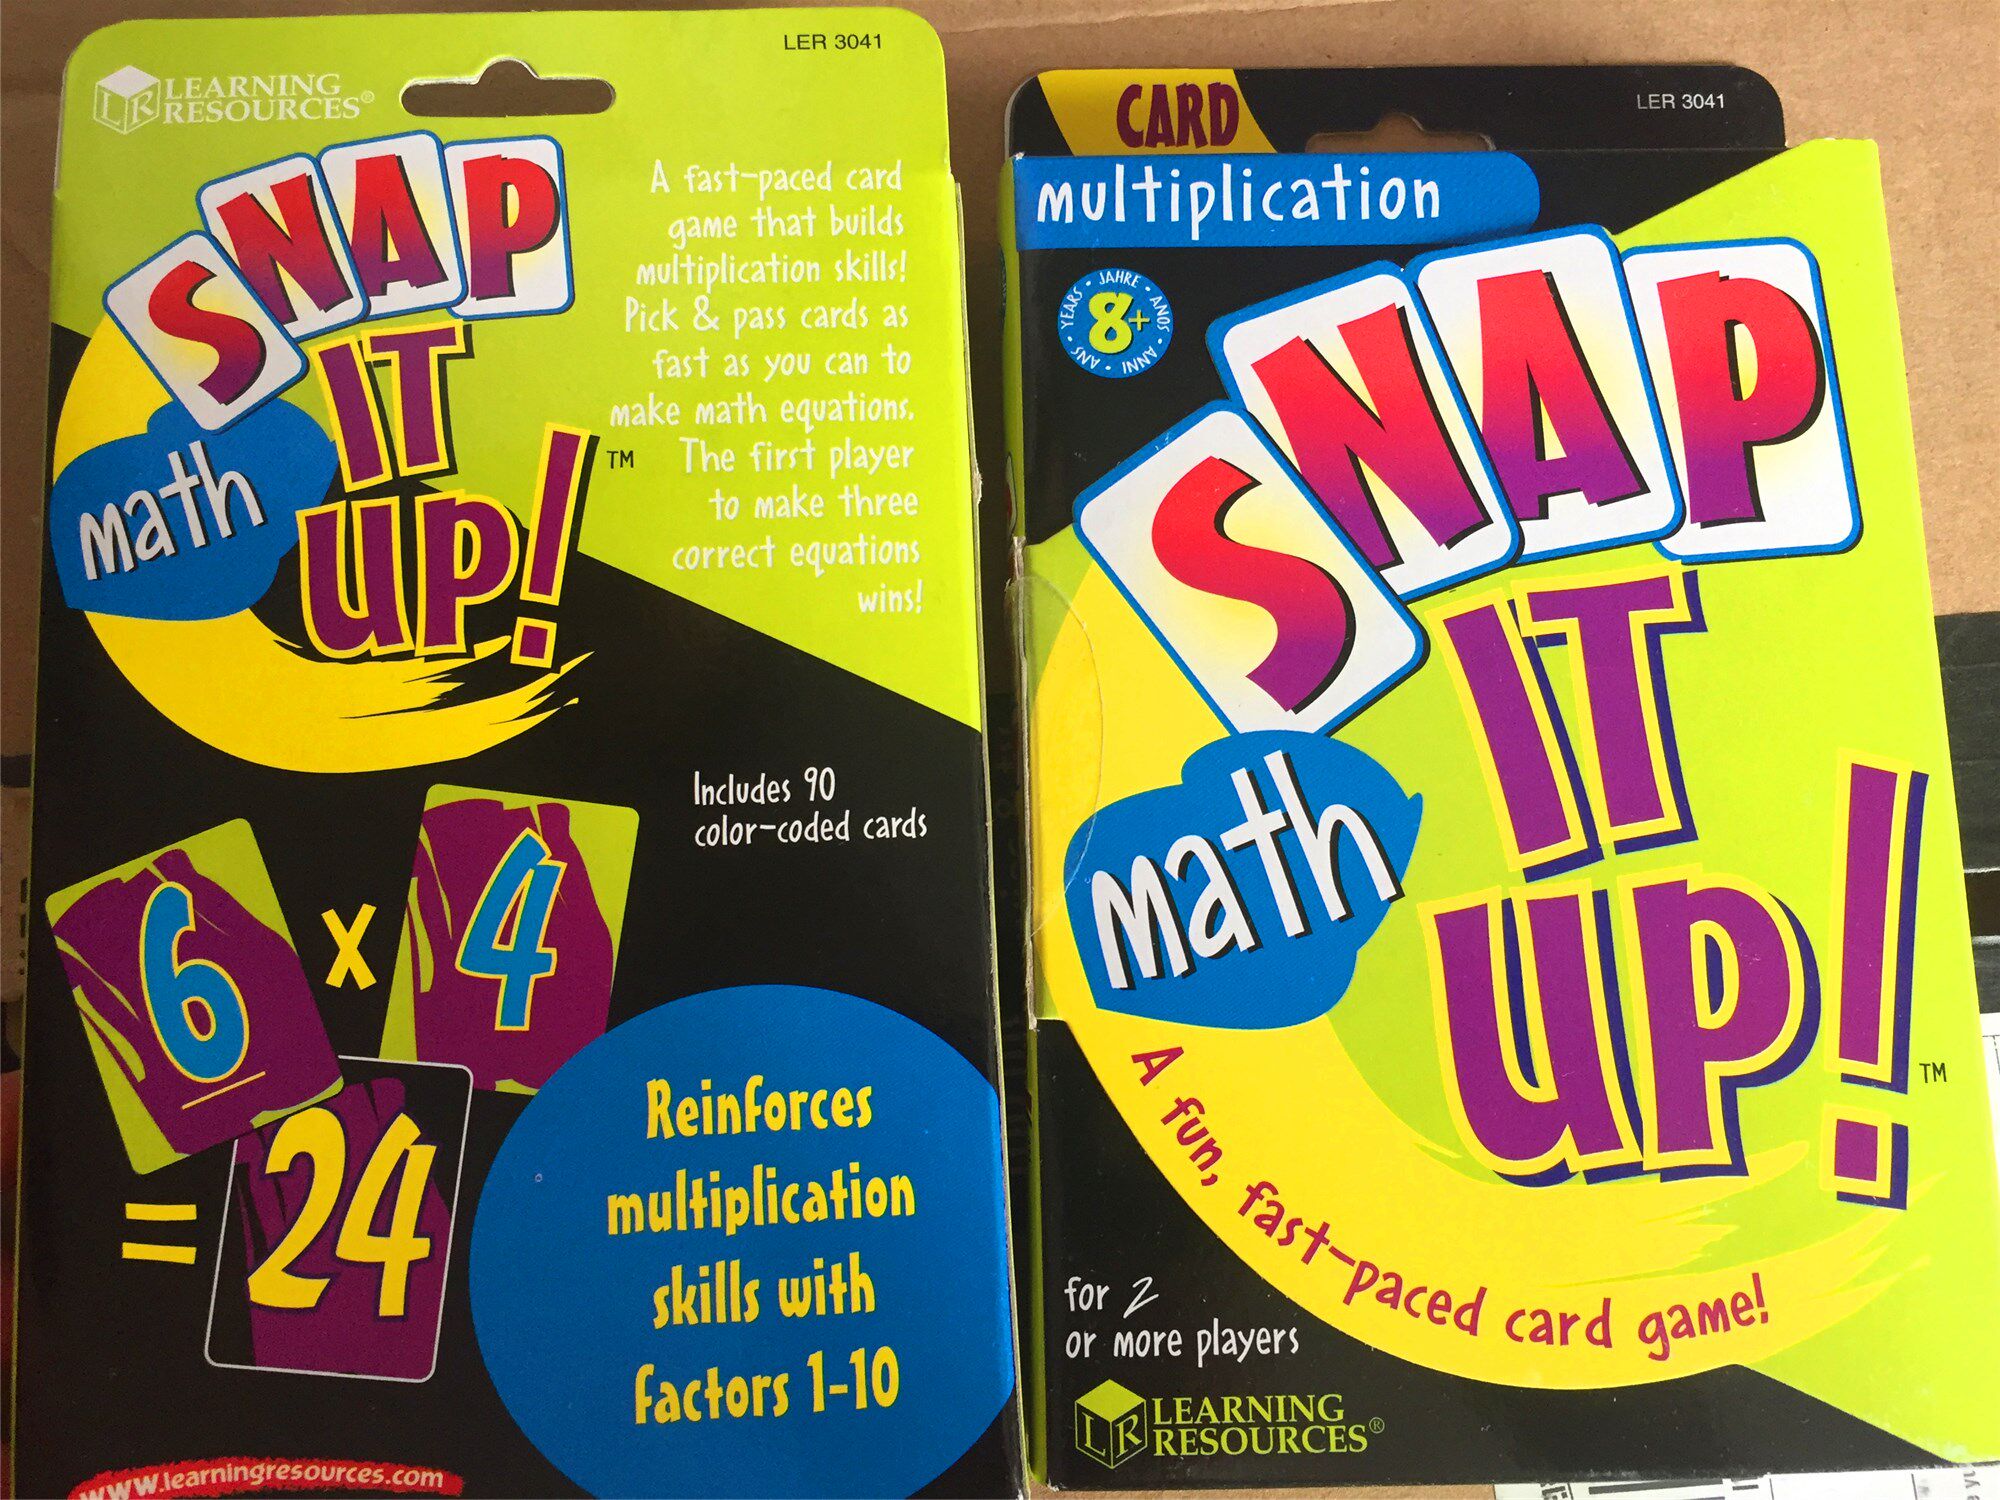 LER 3041
LEARNING
RESOURCES®
SNAP
IT
UP!™
math
A fast-paced card
game that builds
multiplication skills!
Pick & pass cards as
fast as you can to
make math equations.
The first player
to make three
correct equations
wins!
Includes 90
color-coded cards
6 x 4
= 24
Reinforces
multiplication
skills with
factors 1-10
www.learningresources.com
CARD
LER 3041
multiplication
YEARS • JAHRE • AÑOS • ANNI • ANS •
8+
SNAP
IT
UP!™
math
A fun, fast-paced card game!
for 2
or more players
LEARNING
RESOURCES®